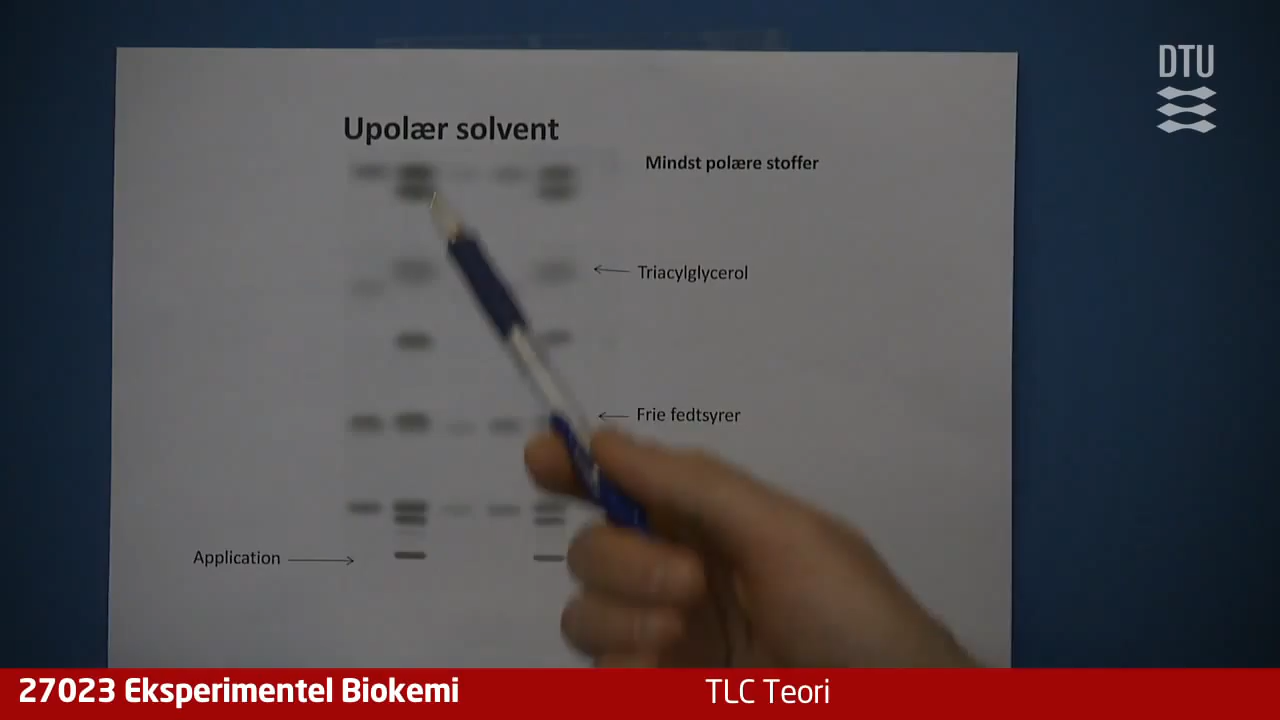 DTU
Upolær solvent
Mindst polære stoffer
Triacylglycerol
Frie fedtsyrer
Application
27023 Eksperimentel Biokemi
TLC Teori